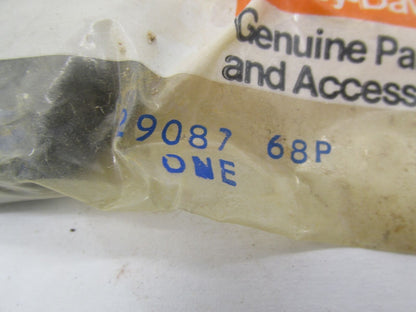 Genuine Pa
and Access
29087 68P
ONE